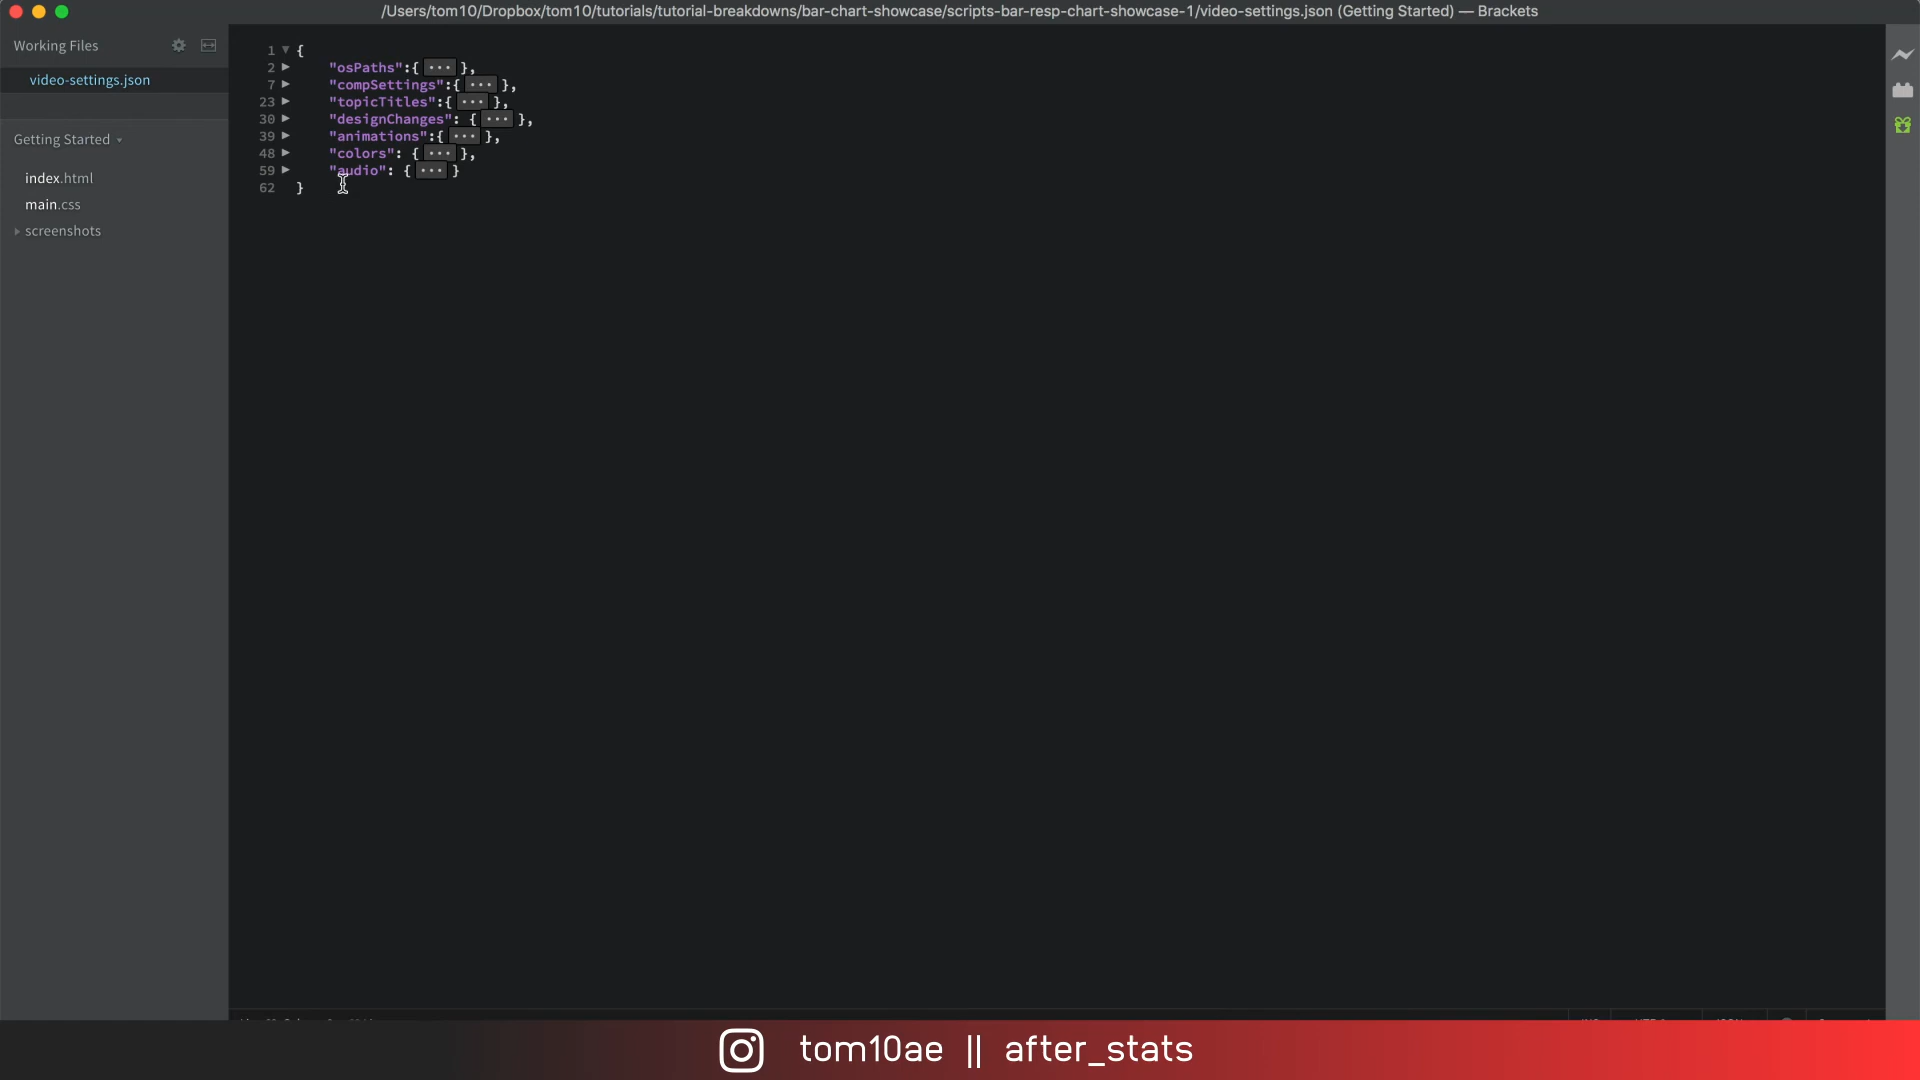 /Users/tom10/Dropbox/tom10/tutorials/tutorial-breakdowns/bar-chart-showcase/scripts-bar-resp-chart-showcase-1/video-settings.json (Getting Started) — Brackets
Working Files
video-settings.json
Getting Started
index.html
main.css
screenshots
1 {
2 "osPaths":{ ••• },
7 "compSettings":{ ••• },
23 "topicTitles":{ ••• },
30 "designChanges": { ••• },
39 "animations":{ ••• },
48 "colors": { ••• },
59 "audio": { ••• }
62 }
tom10ae || after_stats